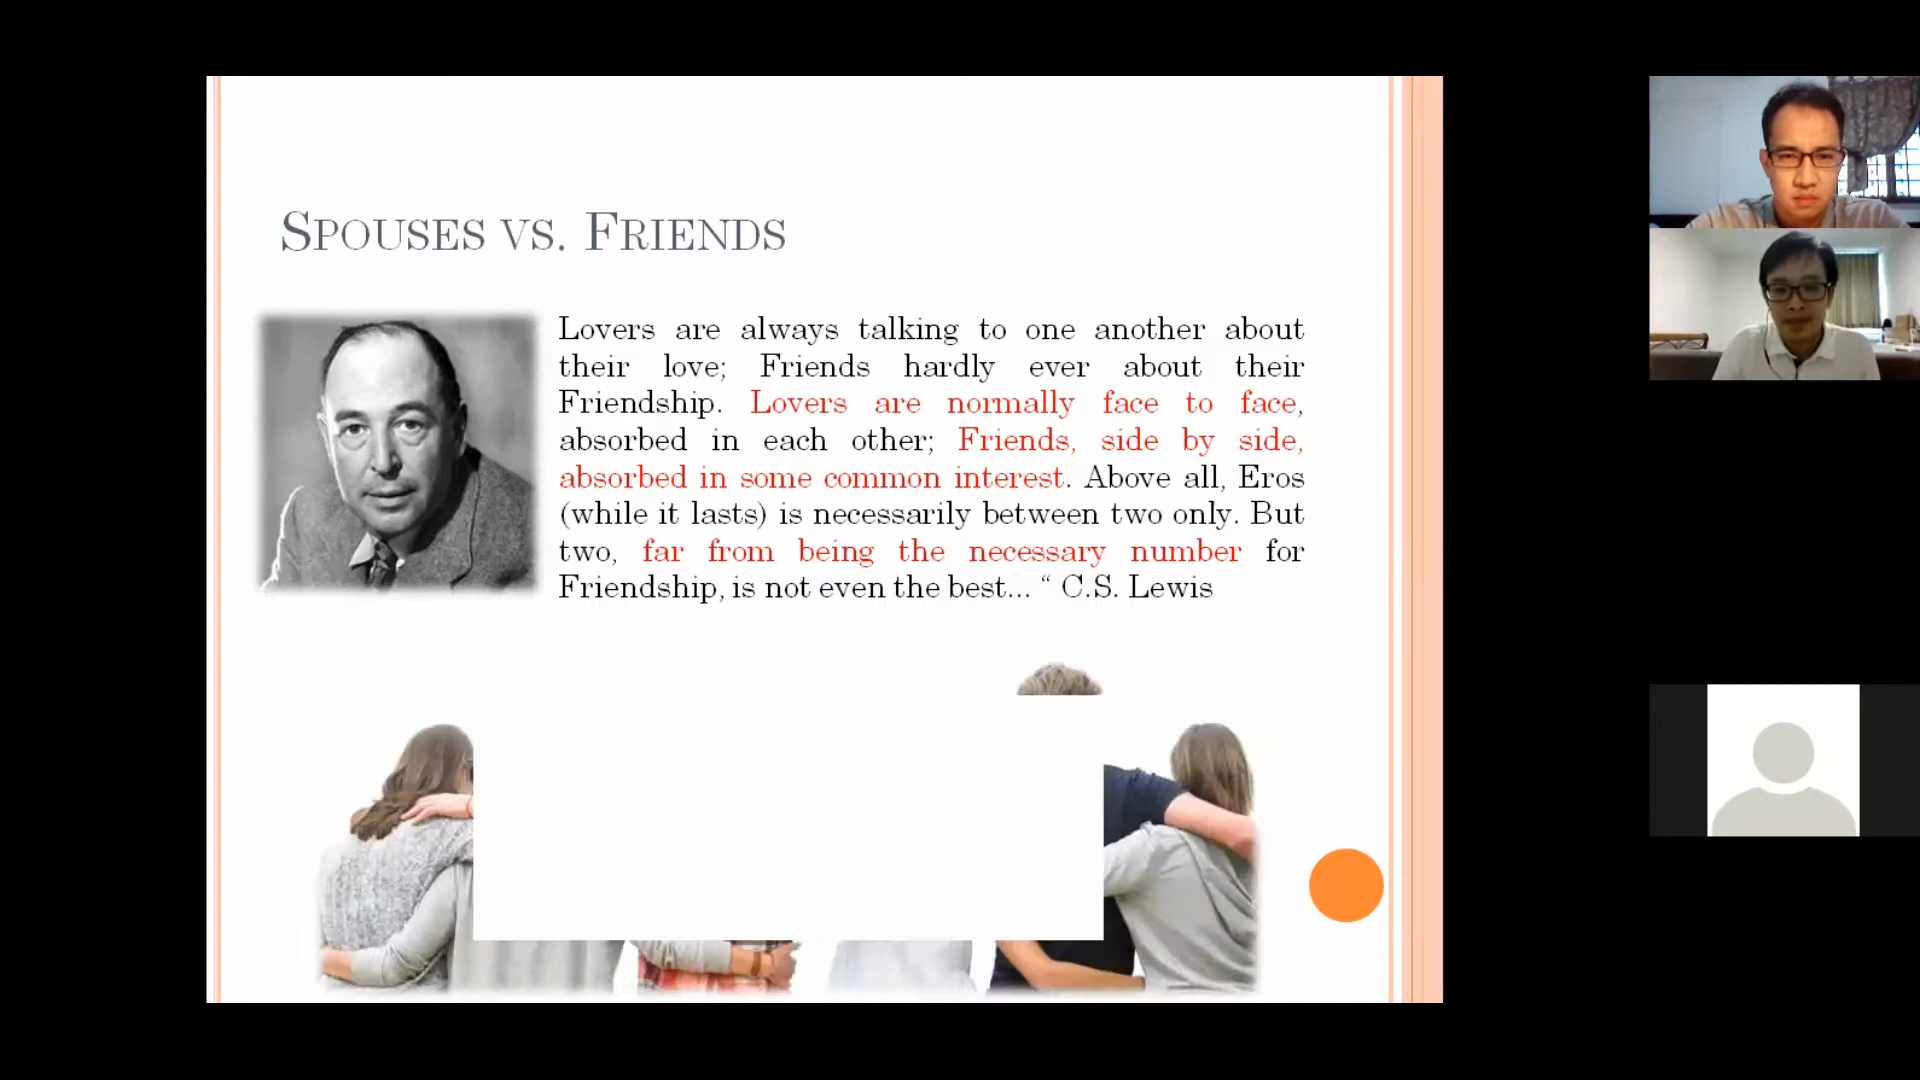 SPOUSES VS. FRIENDS
Lovers are always talking to one another about
their love; Friends hardly ever about their
Friendship. Lovers are normally face to face,
absorbed in each other; Friends, side by side,
absorbed in some common interest. Above all, Eros
(while it lasts) is necessarily between two only. But
two, far from being the necessary number for
Friendship, is not even the best... “ C.S. Lewis